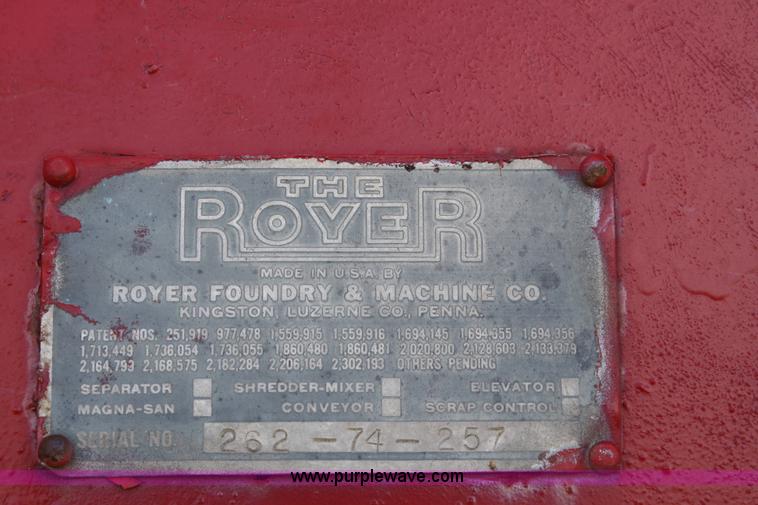 THE
ROYER
MADE IN U.S.A. BY
ROYER FOUNDRY & MACHINE CO.
KINGSTON, LUZERNE CO., PENNA.
PATENT NOS. 251,919 977,478 1,559,915 1,559,916 1,694,145 1,694,355 1,694,356
1,713,449 1,736,054 1,736,055 1,860,480 1,860,481 2,020,800 2,128,603 2,133,379
2,164,793 2,168,575 2,182,284 2,206,164 2,302,193 OTHERS PENDING
SEPARATOR SHREDDER-MIXER ELEVATOR
MAGNA-SAN CONVEYOR SCRAP CONTROL
SERIAL NO. 262-74-257
www.purplewave.com